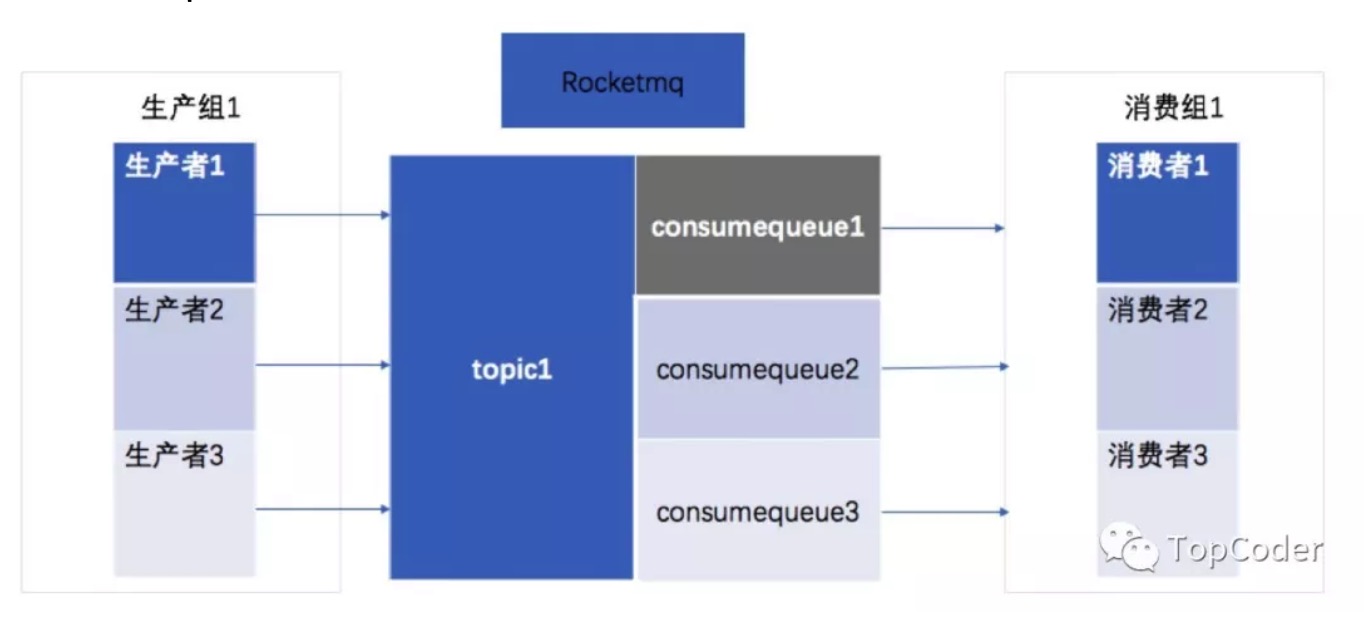 Rocketmq
生产组1
生产者1
生产者2
生产者3
topic1
consumequeue1
consumequeue2
consumequeue3
消费组1
消费者1
消费者2
消费者3
TopCoder